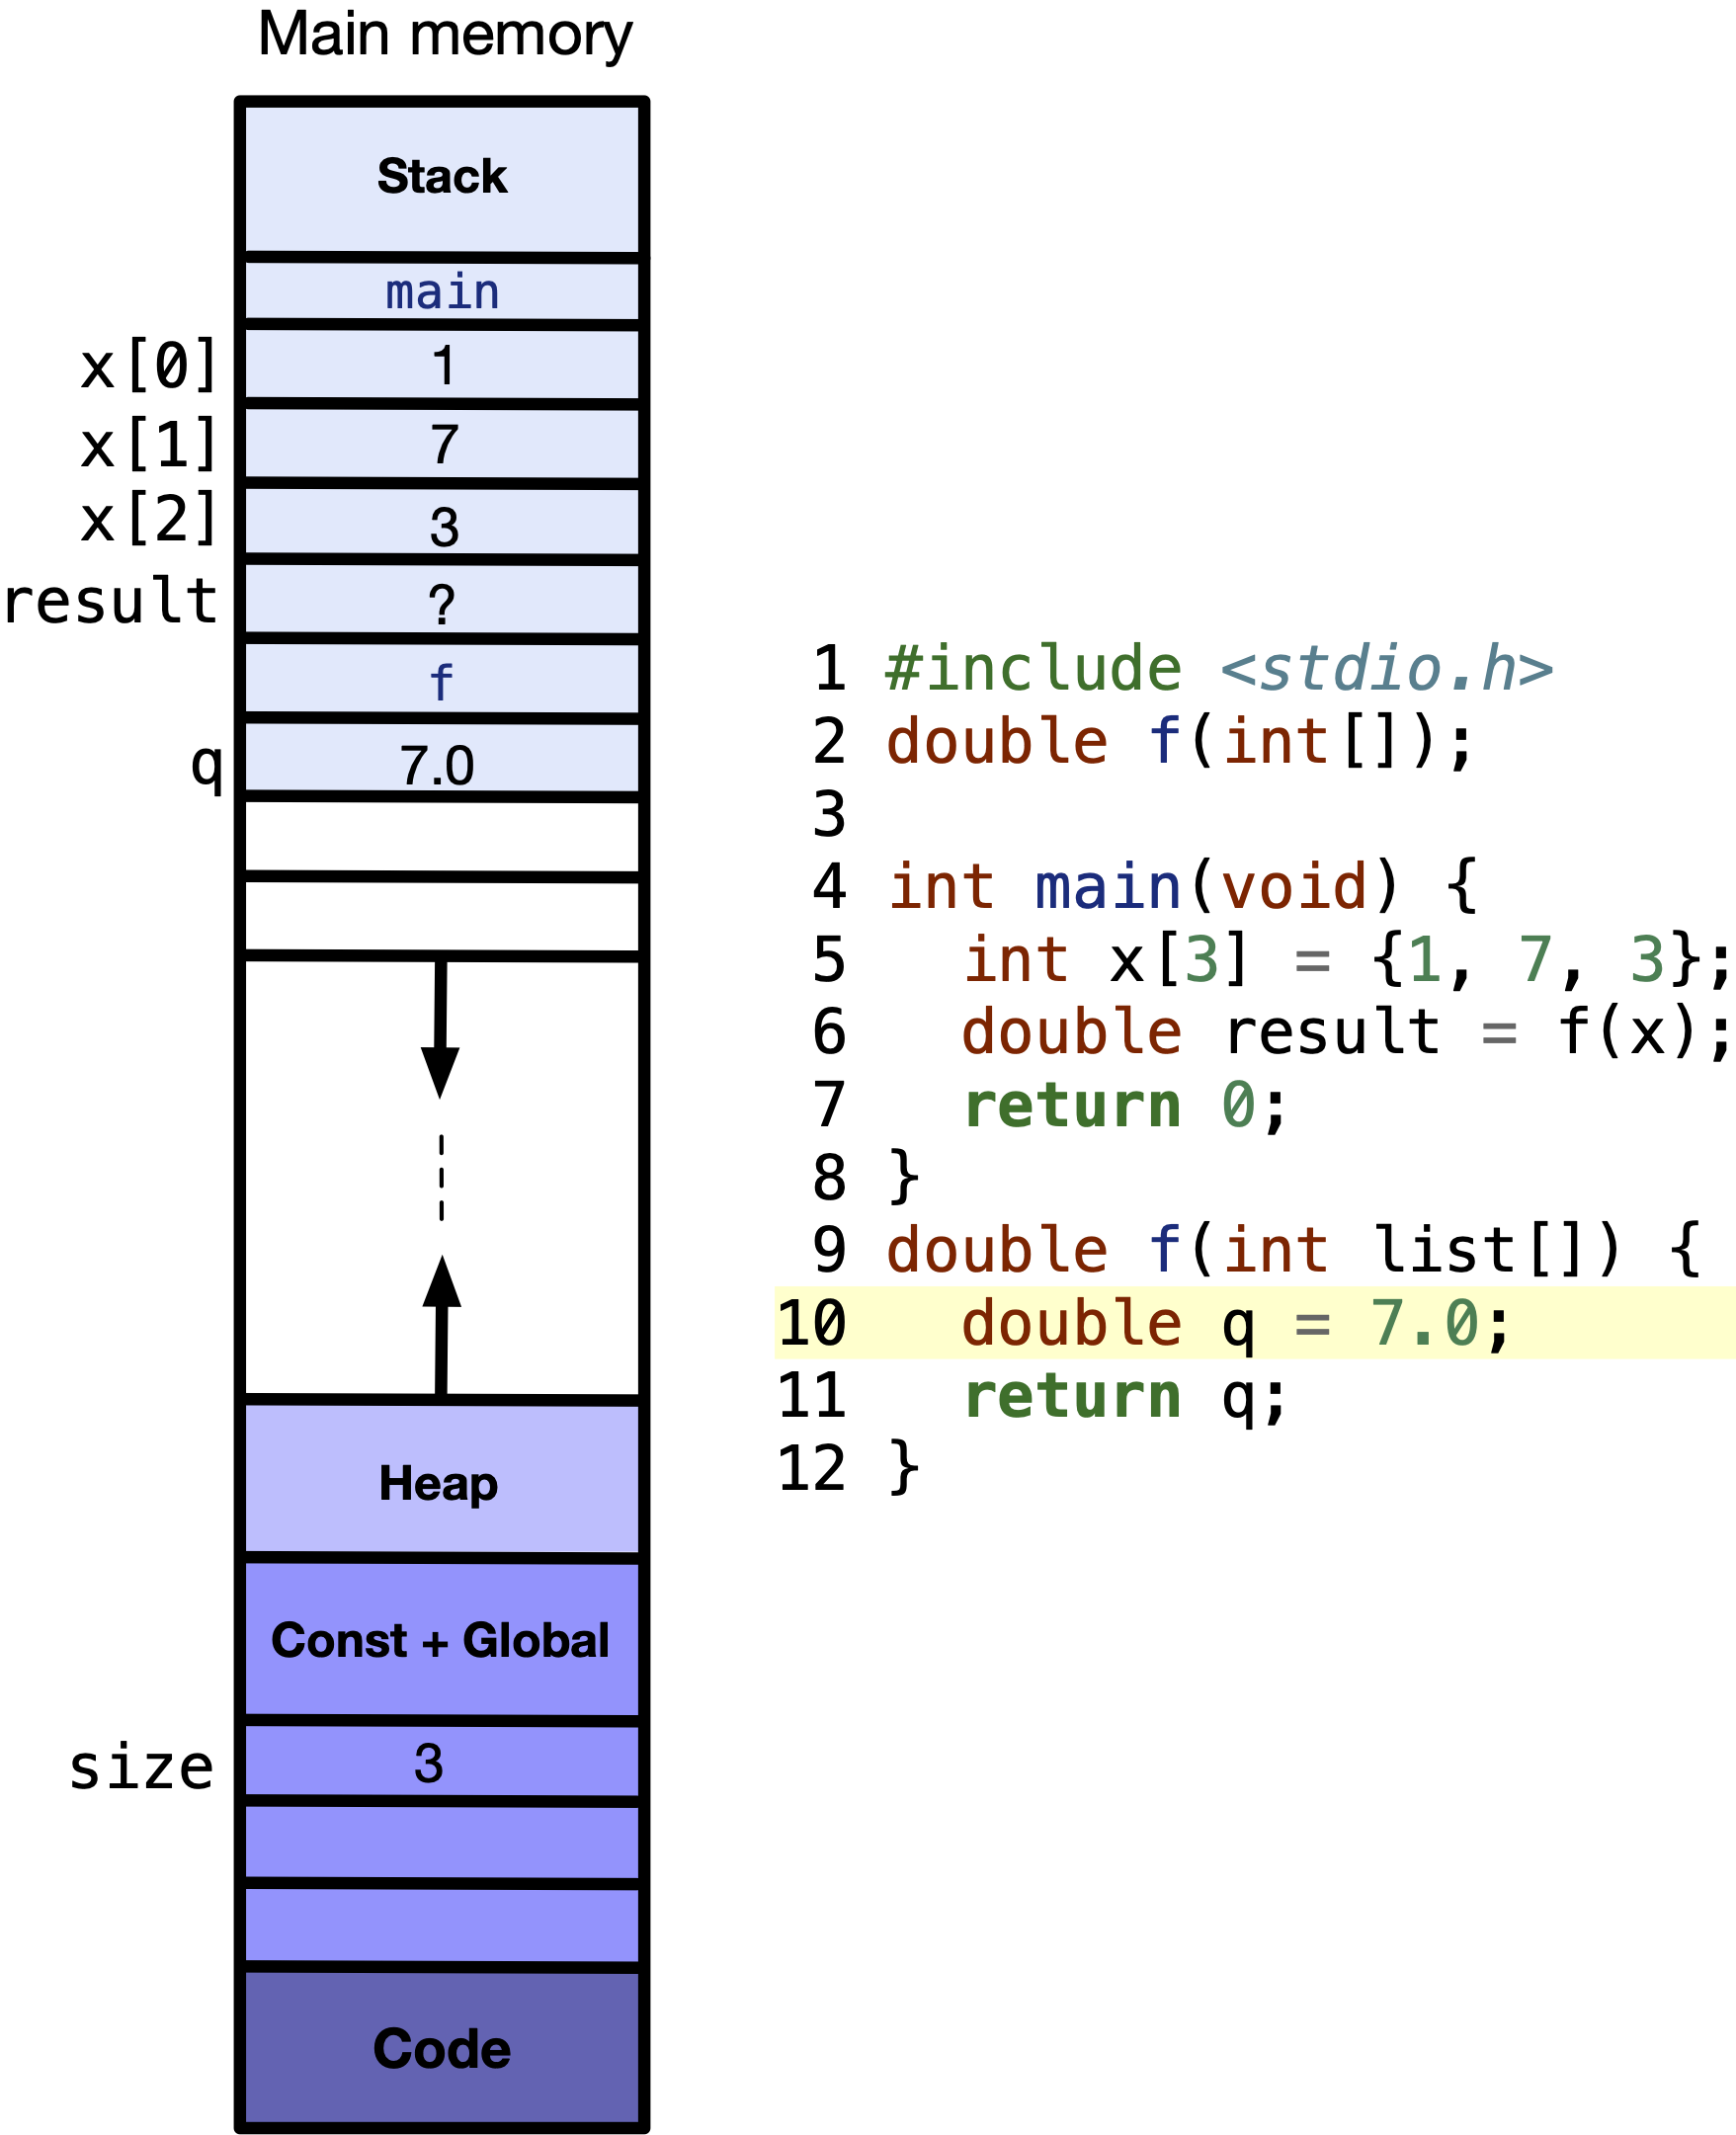 Main memory
Stack
main
x[0] 1
x[1] 7
x[2] 3
result ?
f
q 7.0
Heap
Const + Global
size 3
Code
1 #include <stdio.h>
2 double f(int[]);
3
4 int main(void) {
5   int x[3] = {1, 7, 3};
6   double result = f(x);
7   return 0;
8 }
9 double f(int list[]) {
10   double q = 7.0;
11   return q;
12 }